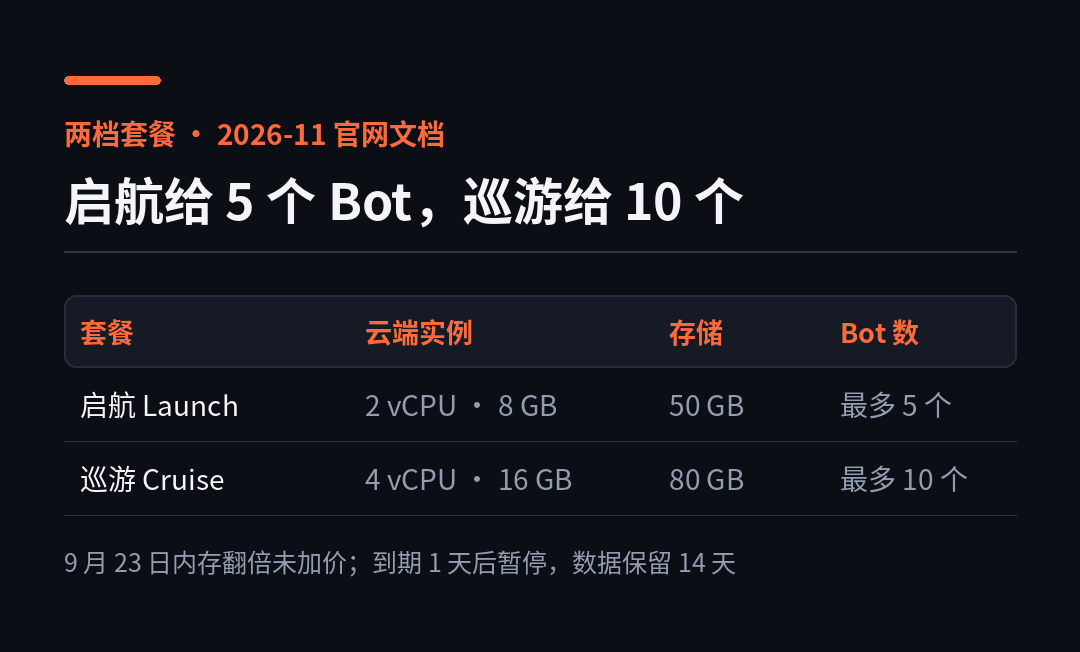 两档套餐 · 2026-11 官网文档
启航给 5 个 Bot，巡游给 10 个
套餐 云端实例 存储 Bot 数
启航 Launch 2 vCPU · 8 GB 50 GB 最多 5 个
巡游 Cruise 4 vCPU · 16 GB 80 GB 最多 10 个
9 月 23 日内存翻倍未加价；到期 1 天后暂停，数据保留 14 天